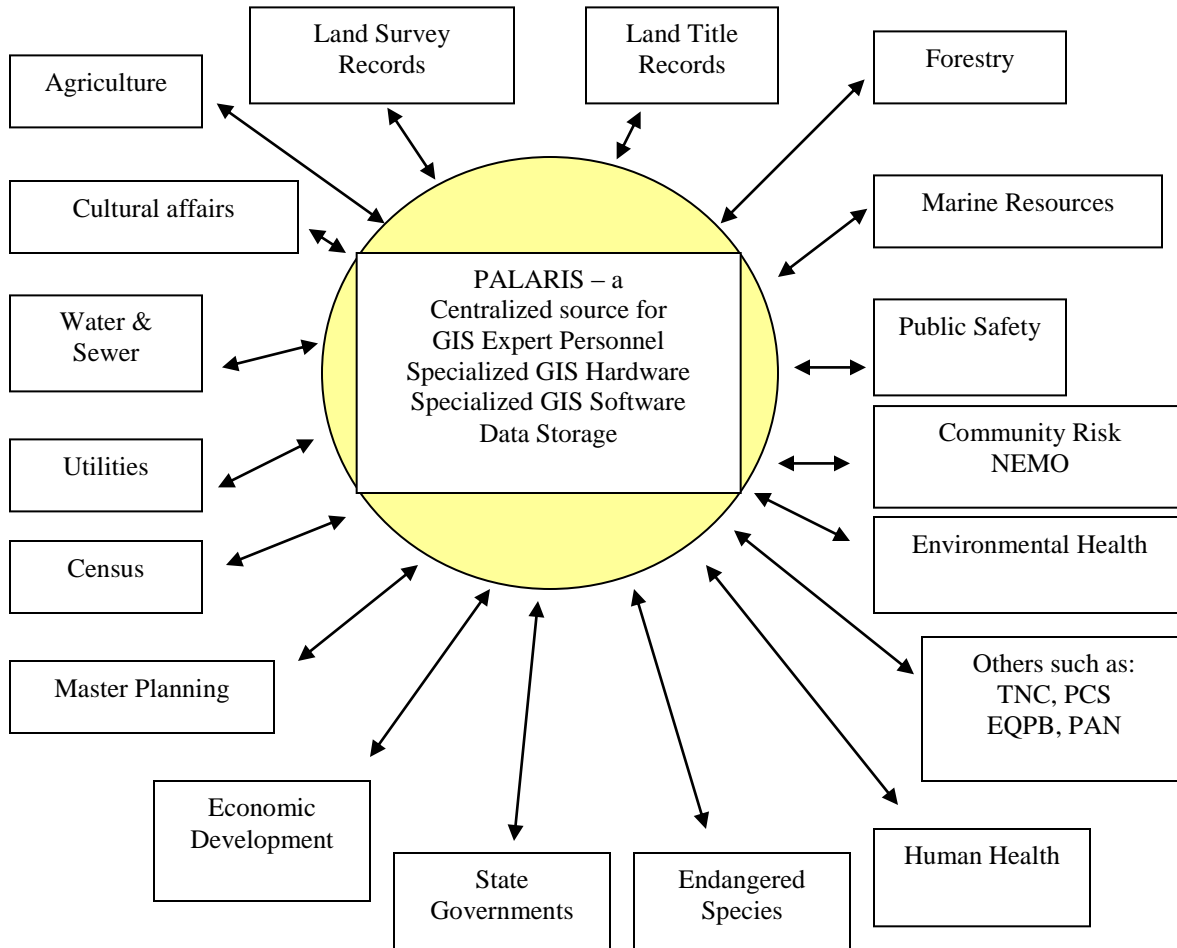 Land Survey
Records
Land Title
Records
Forestry
Agriculture
Cultural affairs
Marine Resources
PALARIS – a
Centralized source for
GIS Expert Personnel
Specialized GIS Hardware
Specialized GIS Software
Data Storage
Water &
Sewer
Public Safety
Utilities
Community Risk
NEMO
Census
Environmental Health
Master Planning
Others such as:
TNC, PCS
EQPB, PAN
Economic
Development
State
Governments
Endangered
Species
Human Health